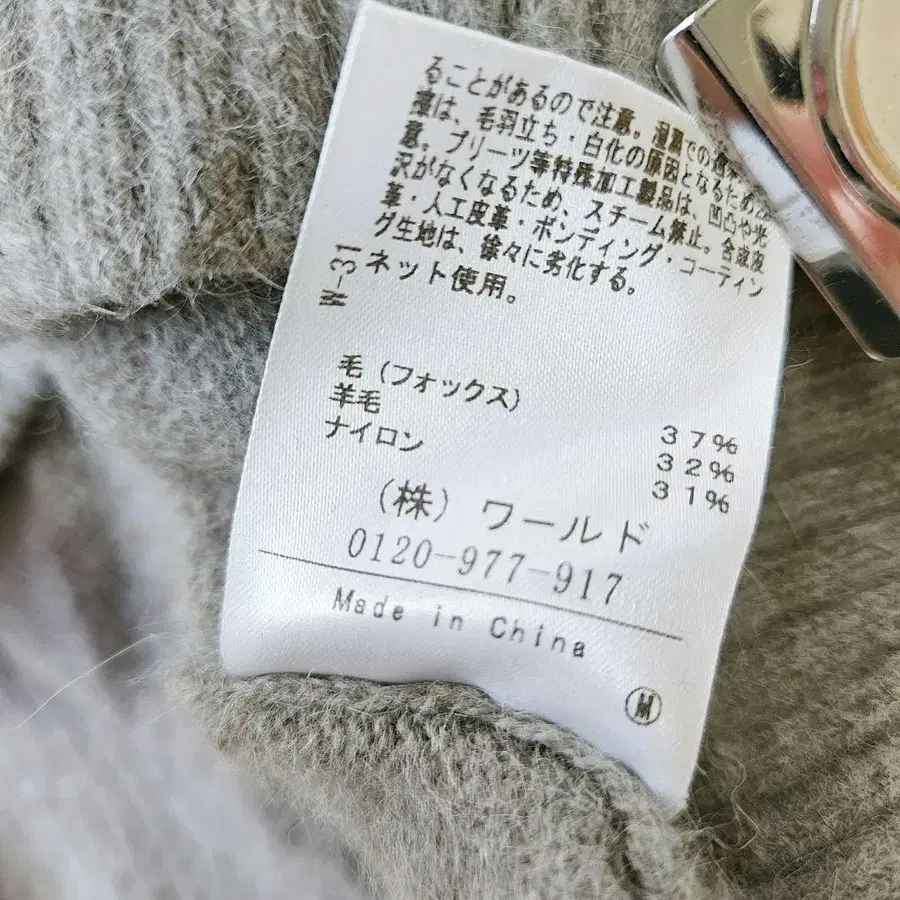 ることがあるので注意。湿潤での
擦は、毛羽立ち・白化の原因となるため
意。プリーツ等特殊加工製品は、凹凸や光
沢がなくなるため、スチーム禁止。合成皮
革・人工皮革・ボンディング・コーティン
グ生地は、徐々に劣化する。
ネット使用。
W-31
毛（フォックス） 37%
羊毛 32%
ナイロン 31%
（株）ワールド
0120-977-917
Made in China
M